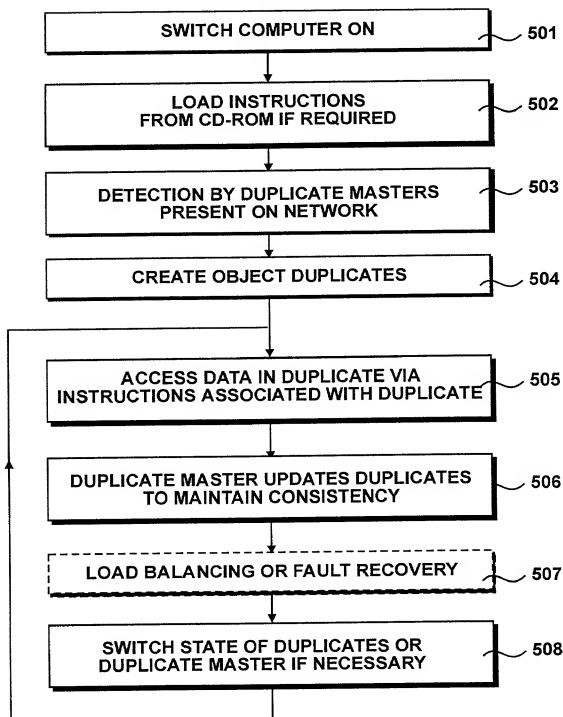 SWITCH COMPUTER ON
501
LOAD INSTRUCTIONS
FROM CD-ROM IF REQUIRED
502
DETECTION BY DUPLICATE MASTERS
PRESENT ON NETWORK
503
CREATE OBJECT DUPLICATES
504
ACCESS DATA IN DUPLICATE VIA
INSTRUCTIONS ASSOCIATED WITH DUPLICATE
505
DUPLICATE MASTER UPDATES DUPLICATES
TO MAINTAIN CONSISTENCY
506
LOAD BALANCING OR FAULT RECOVERY
507
SWITCH STATE OF DUPLICATES OR
DUPLICATE MASTER IF NECESSARY
508